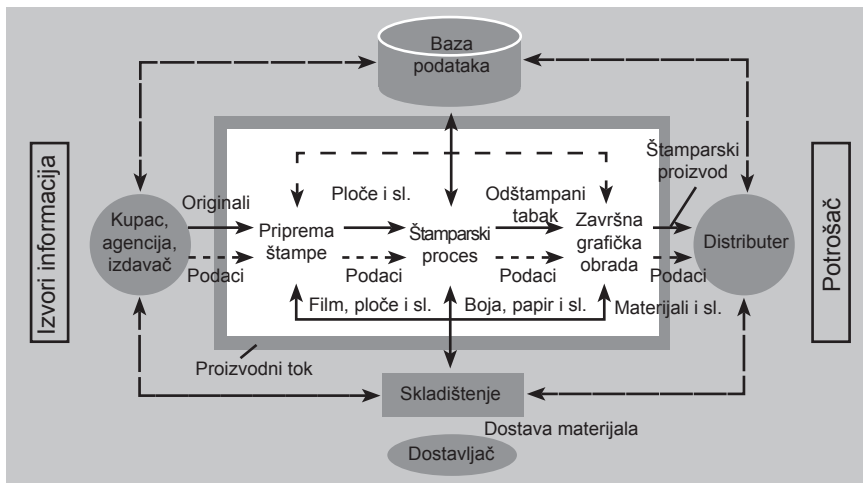 Baza
podataka
Izvori informacija
Štamparski
proizvod
Potrošač
Originali
Ploče i sl.
Odštampani
tabak
Kupac,
agencija,
izdavač
Priprema
štampe
Štamparski
proces
Završna
grafička
obrada
Distributer
Podaci
Podaci
Podaci
Podaci
Film, ploče i sl.
Boja, papir i sl.
Materijali i sl.
Proizvodni tok
Skladištenje
Dostava materijala
Dostavljač